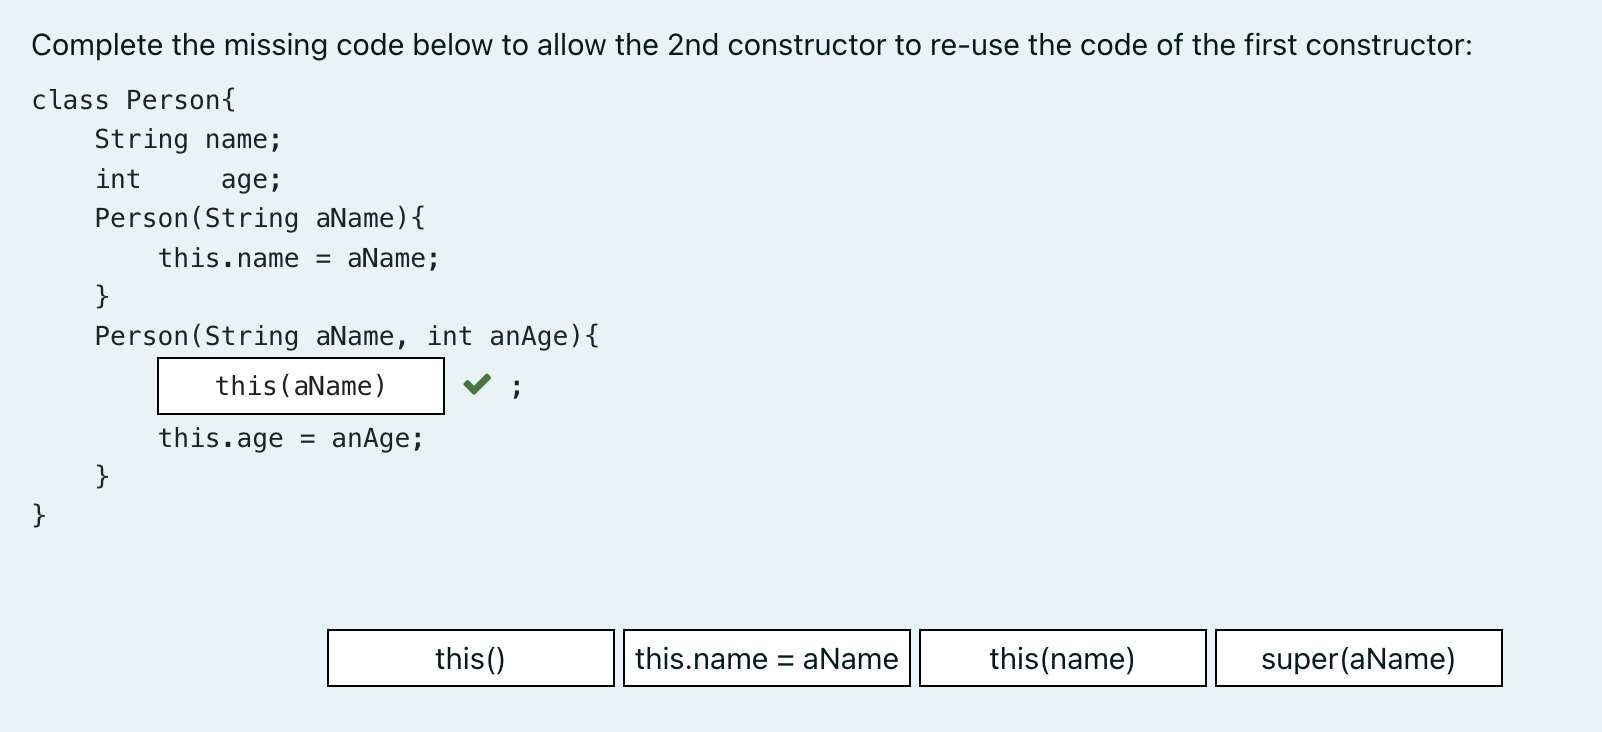 Complete the missing code below to allow the 2nd constructor to re-use the code of the first constructor:
class Person{
    String name;
    int     age;
    Person(String aName){
        this.name = aName;
    }
    Person(String aName, int anAge){
        this(aName) ;
        this.age = anAge;
    }
}
this() this.name = aName this(name) super(aName)